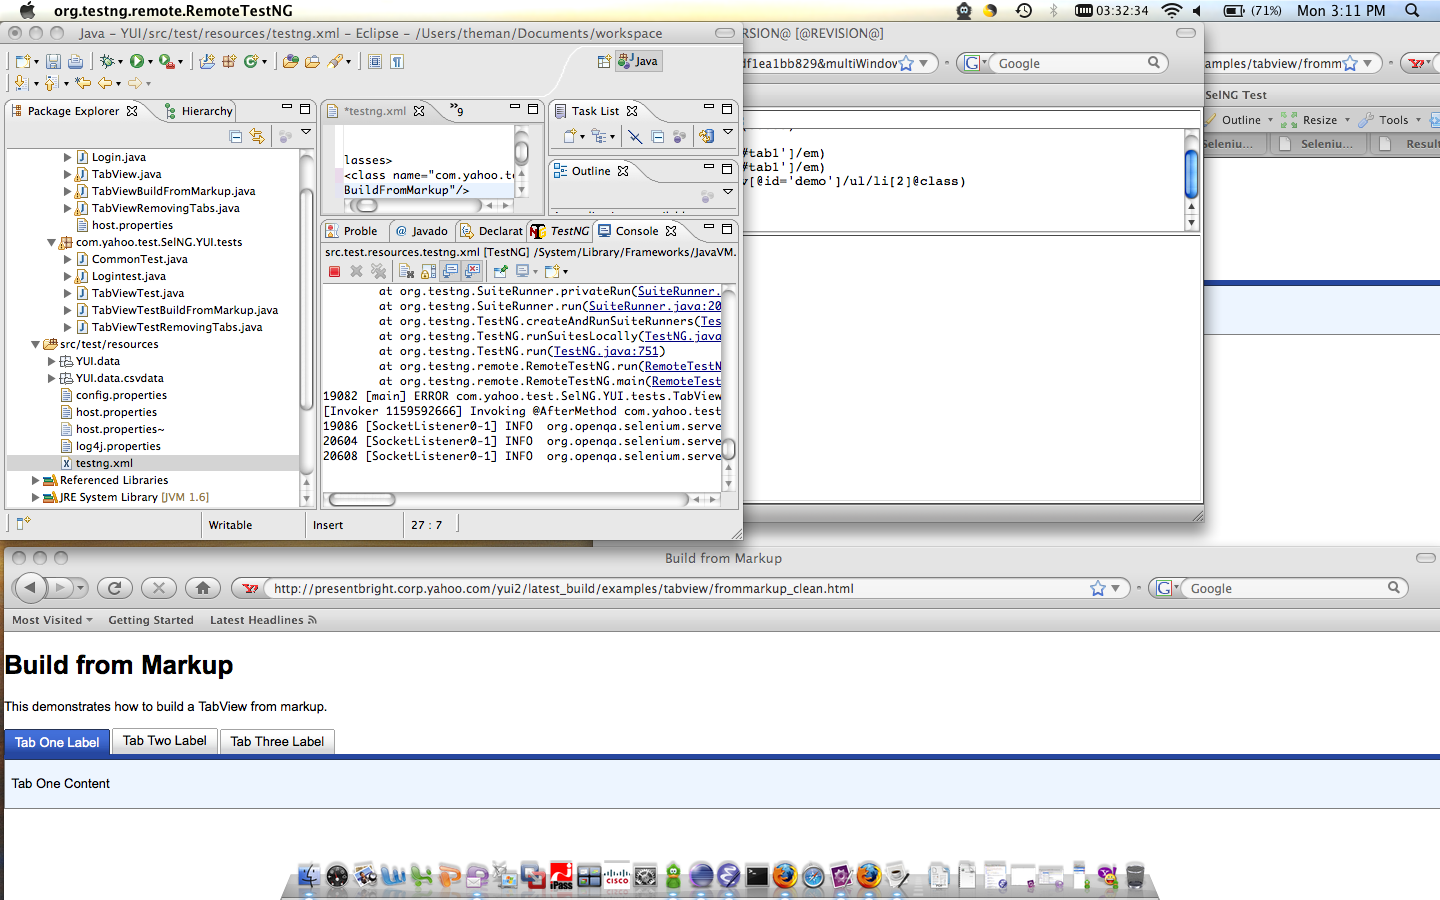 org.testng.remote.RemoteTestNG
03:32:34
(71%)
Mon 3:11 PM
Java – YUI/src/test/resources/testng.xml – Eclipse – /Users/theman/Documents/workspace
Java
Package Explorer
Hierarchy
Login.java
TabView.java
TabViewBuildFromMarkup.java
TabViewRemovingTabs.java
host.properties
com.yahoo.test.SelNG.YUI.tests
CommonTest.java
Logintest.java
TabViewTest.java
TabViewTestBuildFromMarkup.java
TabViewTestRemovingTabs.java
src/test/resources
YUI.data
YUI.data.csvdata
config.properties
host.properties
host.properties~
log4j.properties
testng.xml
Referenced Libraries
JRE System Library [JVM 1.6]
*testng.xml
»9
lasses>
<class name="com.yahoo.te
BuildFromMarkup"/>
Task List
Outline
Proble
@ Javado
Declarat
TestNG
Console
src.test.resources.testng.xml [TestNG] /System/Library/Frameworks/JavaVM.
at org.testng.SuiteRunner.privateRun(SuiteRunner.
at org.testng.SuiteRunner.run(SuiteRunner.java:20
at org.testng.TestNG.createAndRunSuiteRunners(Tes
at org.testng.TestNG.runSuitesLocally(TestNG.java
at org.testng.TestNG.run(TestNG.java:751)
at org.testng.remote.RemoteTestNG.run(RemoteTestN
at org.testng.remote.RemoteTestNG.main(RemoteTest
19082 [main] ERROR com.yahoo.test.SelNG.YUI.tests.TabView
[Invoker 1159592666] Invoking @AfterMethod com.yahoo.test
19086 [SocketListener0-1] INFO  org.openqa.selenium.serve
20604 [SocketListener0-1] INFO  org.openqa.selenium.serve
20608 [SocketListener0-1] INFO  org.openqa.selenium.serve
Writable
Insert
27 : 7
RSION@ [@REVISION@]
df1ea1bb829&multiWindow
Google
#tab1']/em)
#tab1']/em)
v[@id='demo']/ul/li[2]@class)
amples/tabview/fromm
SelNG Test
Outline
Resize
Tools
Seleniu...
Seleniu...
Result
Build from Markup
http://presentbright.corp.yahoo.com/yui2/latest_build/examples/tabview/frommarkup_clean.html
Google
Most Visited
Getting Started
Latest Headlines
Build from Markup
This demonstrates how to build a TabView from markup.
Tab One Label
Tab Two Label
Tab Three Label
Tab One Content
iPass
CISCO